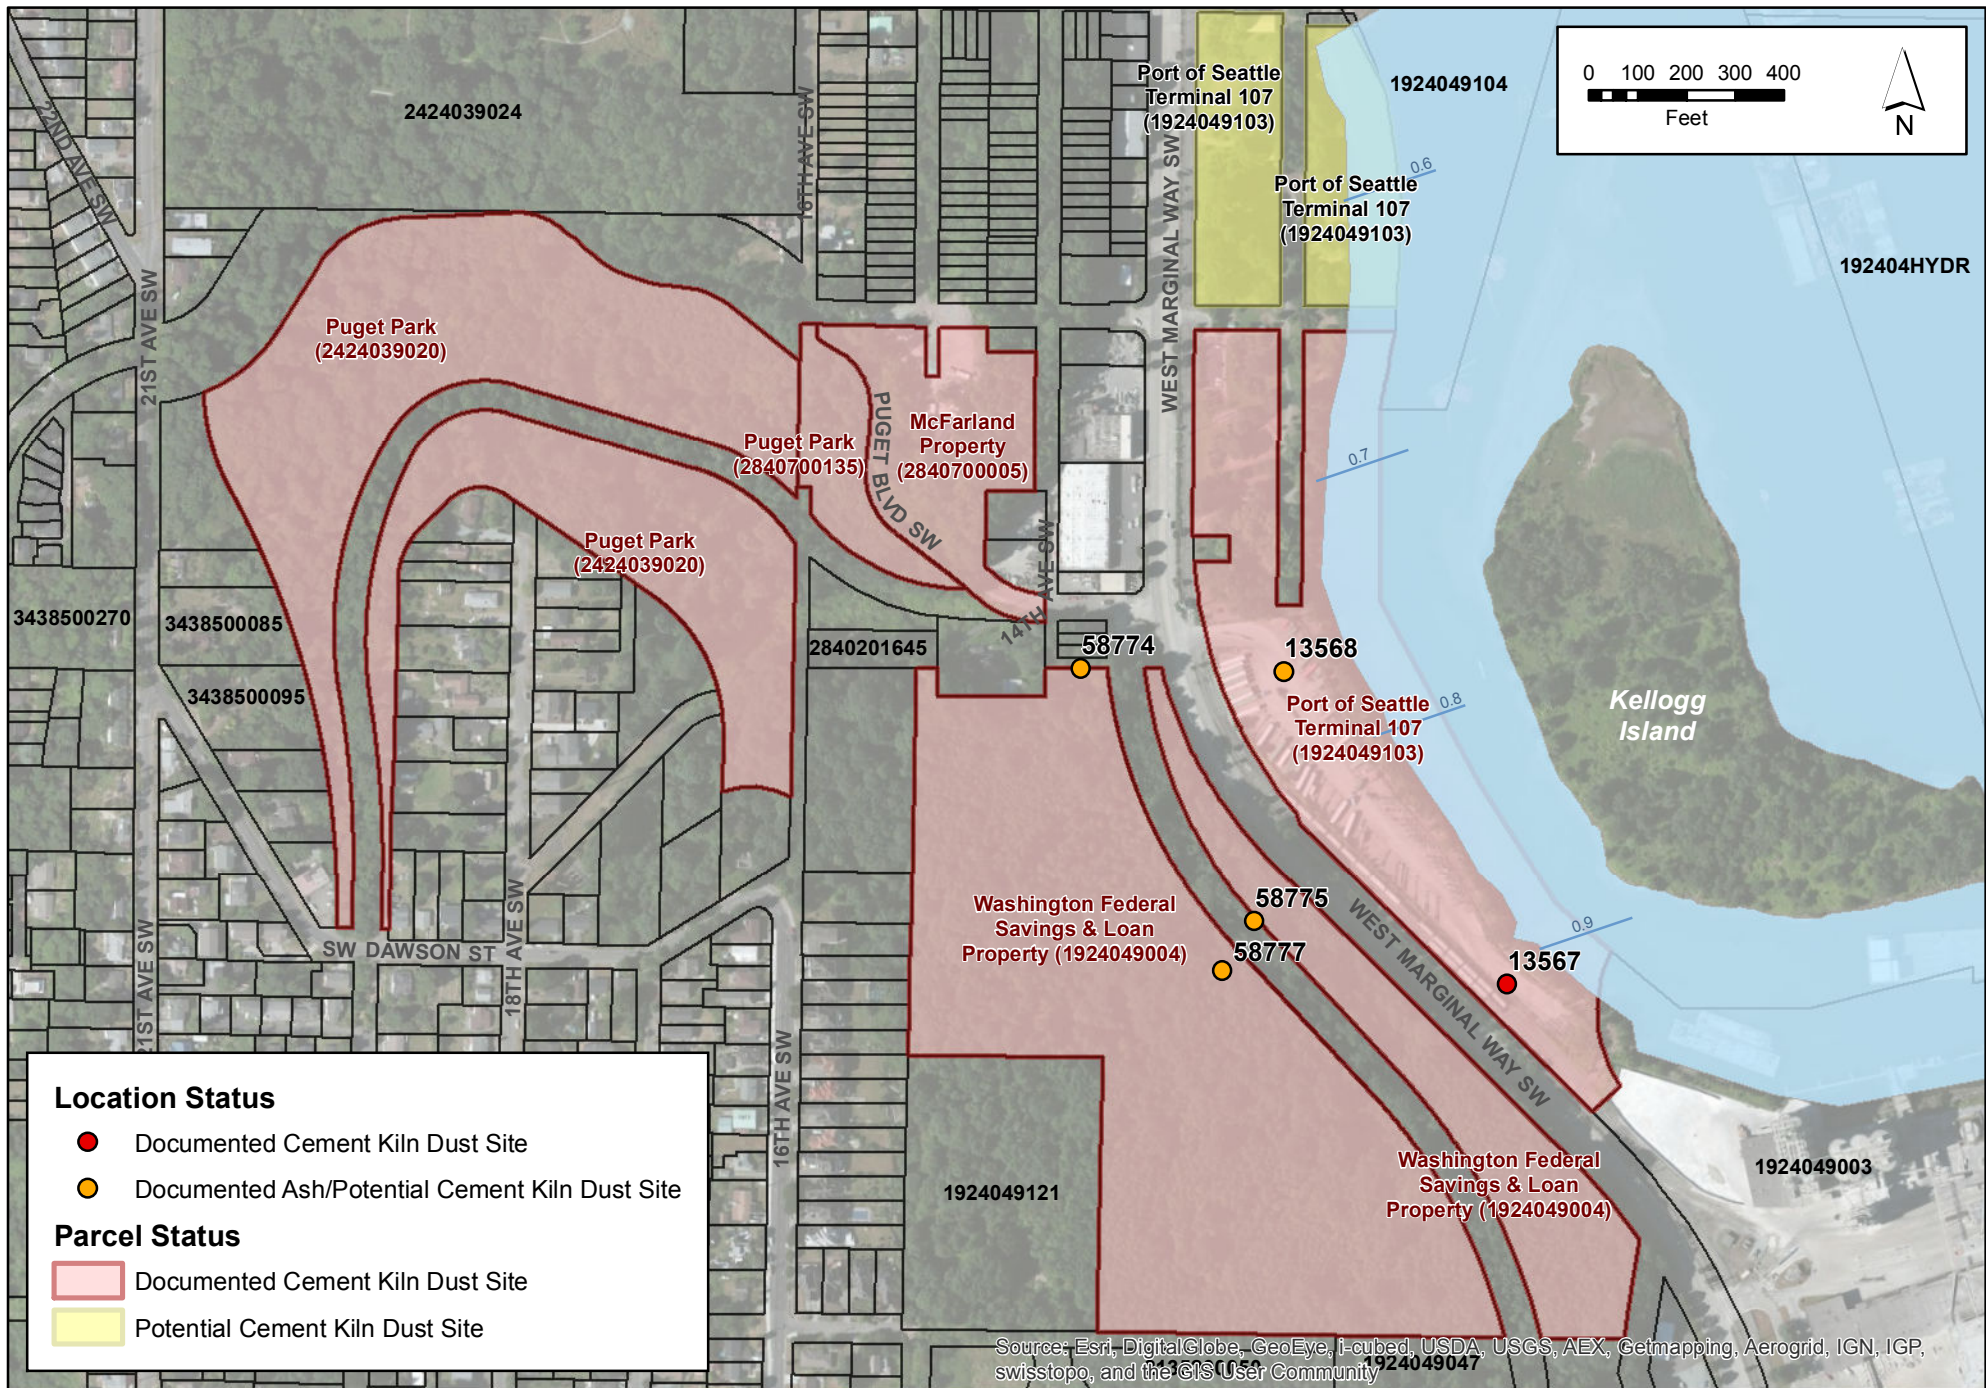 2424039024
22ND AVE SW
16TH AVE SW
Port of Seattle
Terminal 107
(1924049103)
1924049104
0 100 200 300 400
Feet
N
Port of Seattle
Terminal 107
(1924049103)
0.6
192404HYDR
WEST MARGINAL WAY SW
21ST AVE SW
Puget Park
(2424039020)
Puget Park
(2840700135)
PUGET BLVD SW
McFarland
Property
(2840700005)
0.7
Puget Park
(2424039020)
14TH AVE SW
3438500270
3438500085
3438500095
2840201645
58774
13568
Port of Seattle
Terminal 107
(1924049103)
0.8
Kellogg
Island
58775
58777
Washington Federal
Savings & Loan
Property (1924049004)
WEST MARGINAL WAY SW
0.9
13567
SW DAWSON ST
18TH AVE SW
21ST AVE SW
16TH AVE SW
1924049121
Washington Federal
Savings & Loan
Property (1924049004)
1924049003
Location Status
Documented Cement Kiln Dust Site
Documented Ash/Potential Cement Kiln Dust Site
Parcel Status
Documented Cement Kiln Dust Site
Potential Cement Kiln Dust Site
1924049047
Source: Esri, DigitalGlobe, GeoEye, i-cubed, USDA, USGS, AEX, Getmapping, Aerogrid, IGN, IGP,
swisstopo, and the GIS User Community